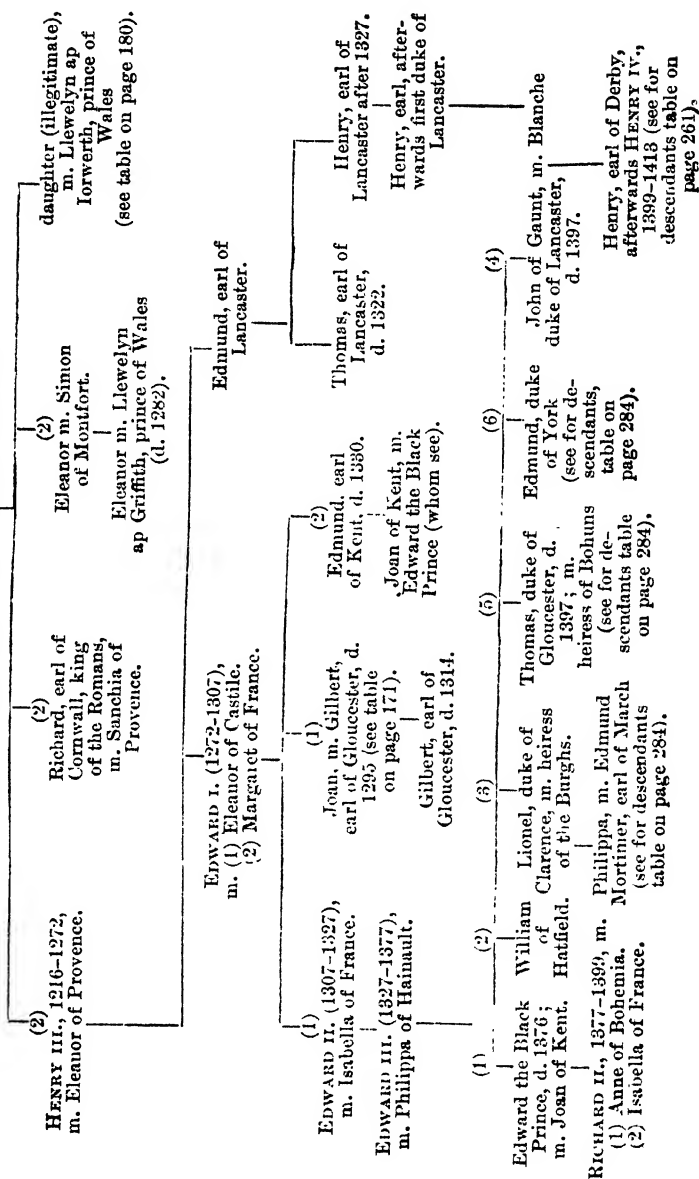 (2)
HENRY III., 1216–1272,
m. Eleanor of Provence.
(2)
Richard, earl of
Cornwall, king
of the Romans,
m. Sanchia of
Provence.
(2)
Eleanor m. Simon
of Montfort.
Eleanor m. Llewelyn
ap Griffith, prince of Wales
(d. 1282).
daughter (illegitimate),
m. Llewelyn ap
Iorwerth, prince of
Wales
(see table on page 180).
EDWARD I. (1272–1307),
m. (1) Eleanor of Castile.
(2) Margaret of France.
Edmund, earl of
Lancaster.
(1)
EDWARD II. (1307–1327),
m. Isabella of France.
EDWARD III. (1327–1377),
m. Philippa of Hainault.
(1)
Joan, m. Gilbert,
earl of Gloucester, d.
1295 (see table
on page 171).
Gilbert, earl of
Gloucester, d. 1314.
(2)
Edmund, earl
of Kent, d. 1330.
Joan of Kent, m.
Edward the Black
Prince (whom see).
Thomas, earl of
Lancaster,
d. 1322.
Henry, earl of
Lancaster after 1327.
Henry, earl, after-
wards first duke of
Lancaster.
(1)
Edward the Black
Prince, d. 1376;
m. Joan of Kent.
RICHARD II., 1377–1399, m.
(1) Anne of Bohemia.
(2) Isabella of France.
(2)
William
of
Hatfield.
(3)
Lionel, duke of
Clarence, m. heiress
of the Burghs.
Philippa, m. Edmund
Mortimer, earl of March
(see for descendants
table on page 284).
(5)
Thomas, duke of
Gloucester, d.
1397; m.
heiress of Bohuns
(see for de-
scendants table
on page 284).
(6)
Edmund, duke
of York
(see for de-
scendants,
table on
page 284).
(4)
John of Gaunt, m. Blanche
duke of Lancaster,
d. 1397.
Henry, earl of Derby,
afterwards HENRY IV.,
1399–1413 (see for
descendants table on
page 261).